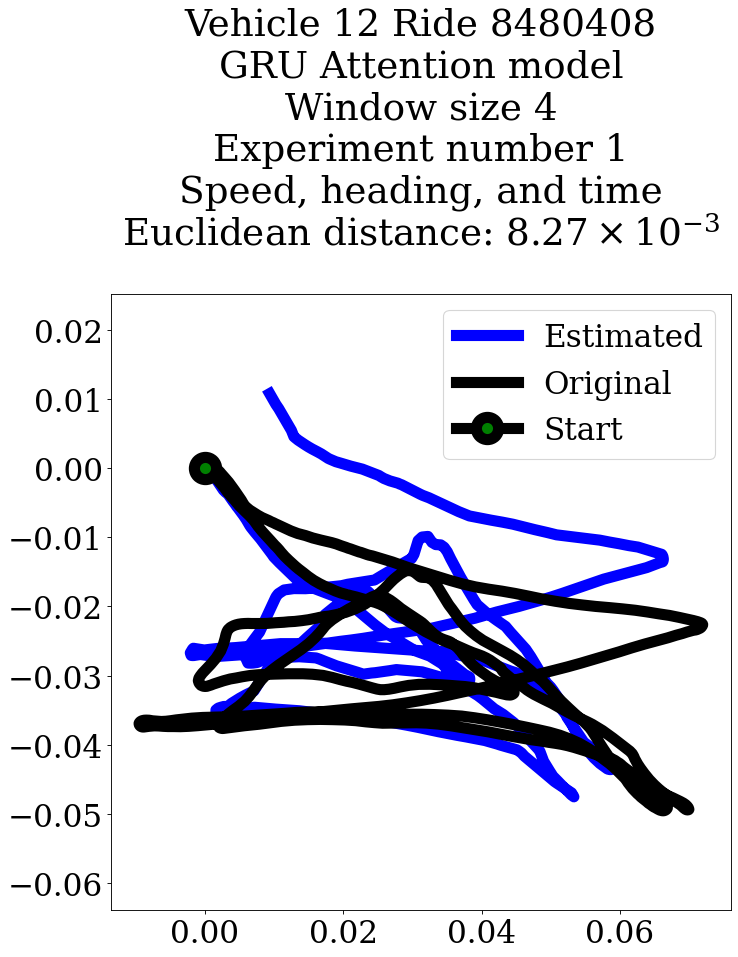 Vehicle 12 Ride 8480408
GRU Attention model
Window size 4
Experiment number 1
Speed, heading, and time
Euclidean distance: 8.27 × 10⁻³
Estimated
Original
Start
0.02
0.01
0.00
−0.01
−0.02
−0.03
−0.04
−0.05
−0.06
0.00 0.02 0.04 0.06